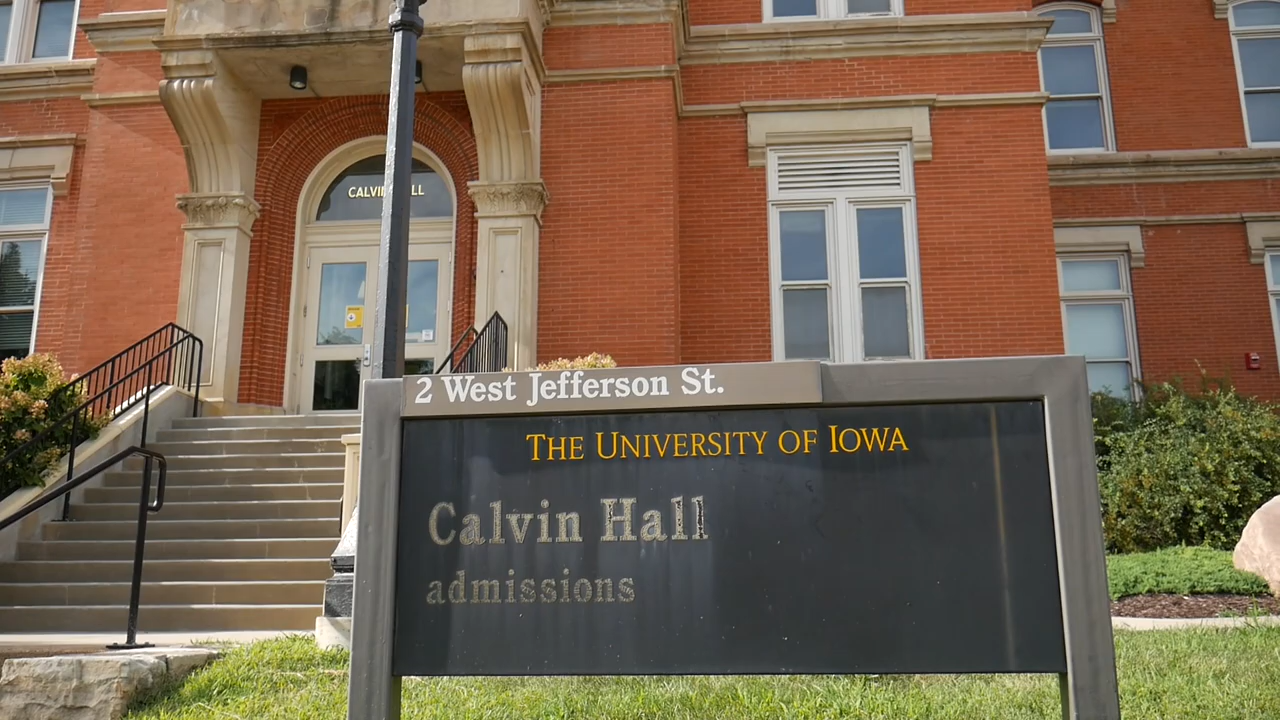 CALVIN HALL
2 West Jefferson St.
THE UNIVERSITY OF IOWA
Calvin Hall
admissions